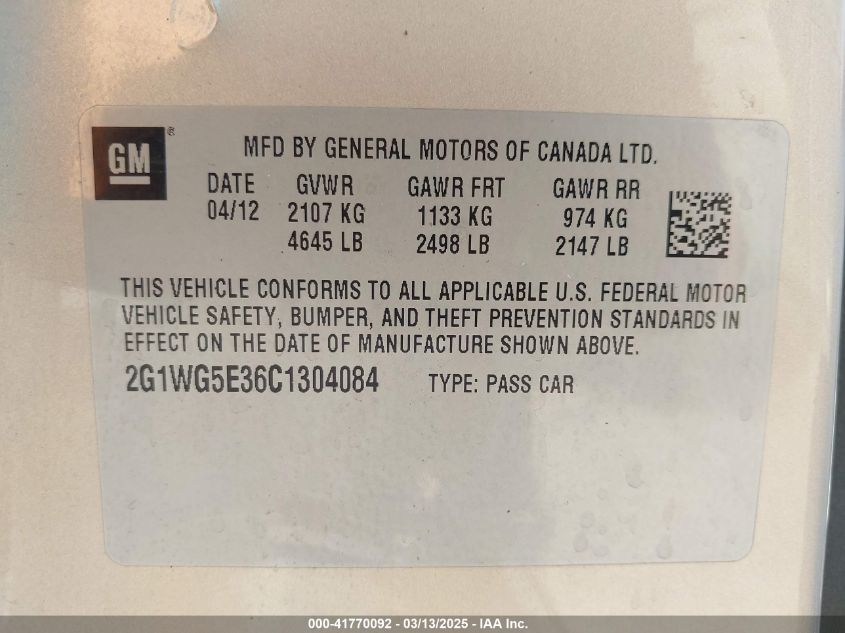 GM ®
MFD BY GENERAL MOTORS OF CANADA LTD.
DATE GVWR GAWR FRT GAWR RR
04/12 2107 KG 1133 KG 974 KG
4645 LB 2498 LB 2147 LB
THIS VEHICLE CONFORMS TO ALL APPLICABLE U.S. FEDERAL MOTOR
VEHICLE SAFETY, BUMPER, AND THEFT PREVENTION STANDARDS IN
EFFECT ON THE DATE OF MANUFACTURE SHOWN ABOVE.
2G1WG5E36C1304084 TYPE: PASS CAR
000-41770092 - 03/13/2025 - IAA Inc.